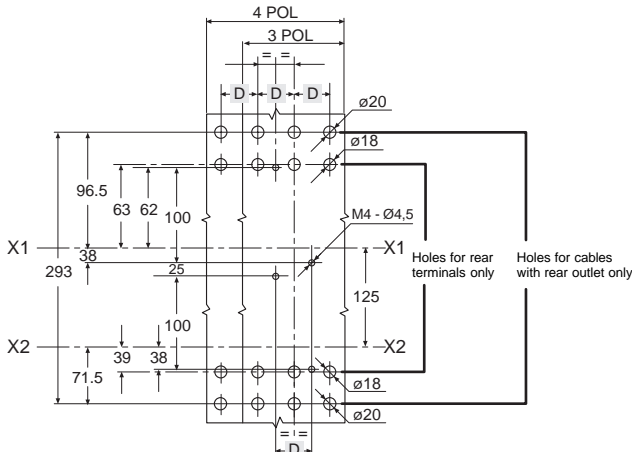 4 POL
3 POL
= =
D D D
ø20
ø18
96.5
63 62 100
M4 - Ø4,5
X1 X1
38
Holes for rear
terminals only
Holes for cables
with rear outlet only
293
25
125
100
X2 X2
39 38
71.5
ø18
ø20
= =
D